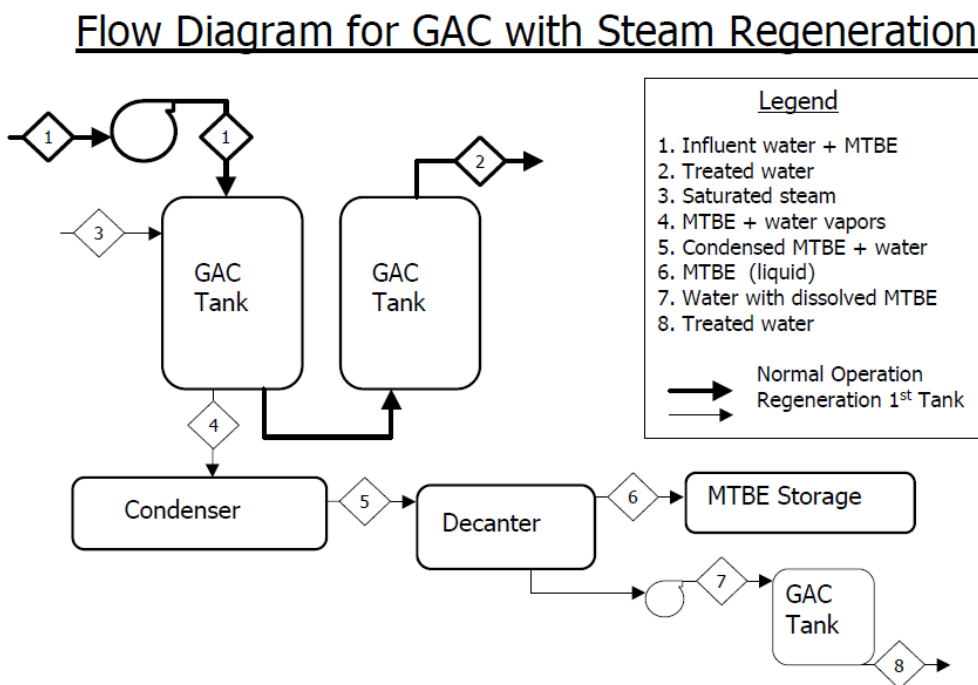 Flow Diagram for GAC with Steam Regeneration
Legend
1. Influent water + MTBE
2. Treated water
3. Saturated steam
4. MTBE + water vapors
5. Condensed MTBE + water
6. MTBE (liquid)
7. Water with dissolved MTBE
8. Treated water
Normal Operation
Regeneration 1st Tank
1
1
2
3
GAC
Tank
GAC
Tank
4
Condenser
5
Decanter
6
MTBE Storage
7
GAC
Tank
8